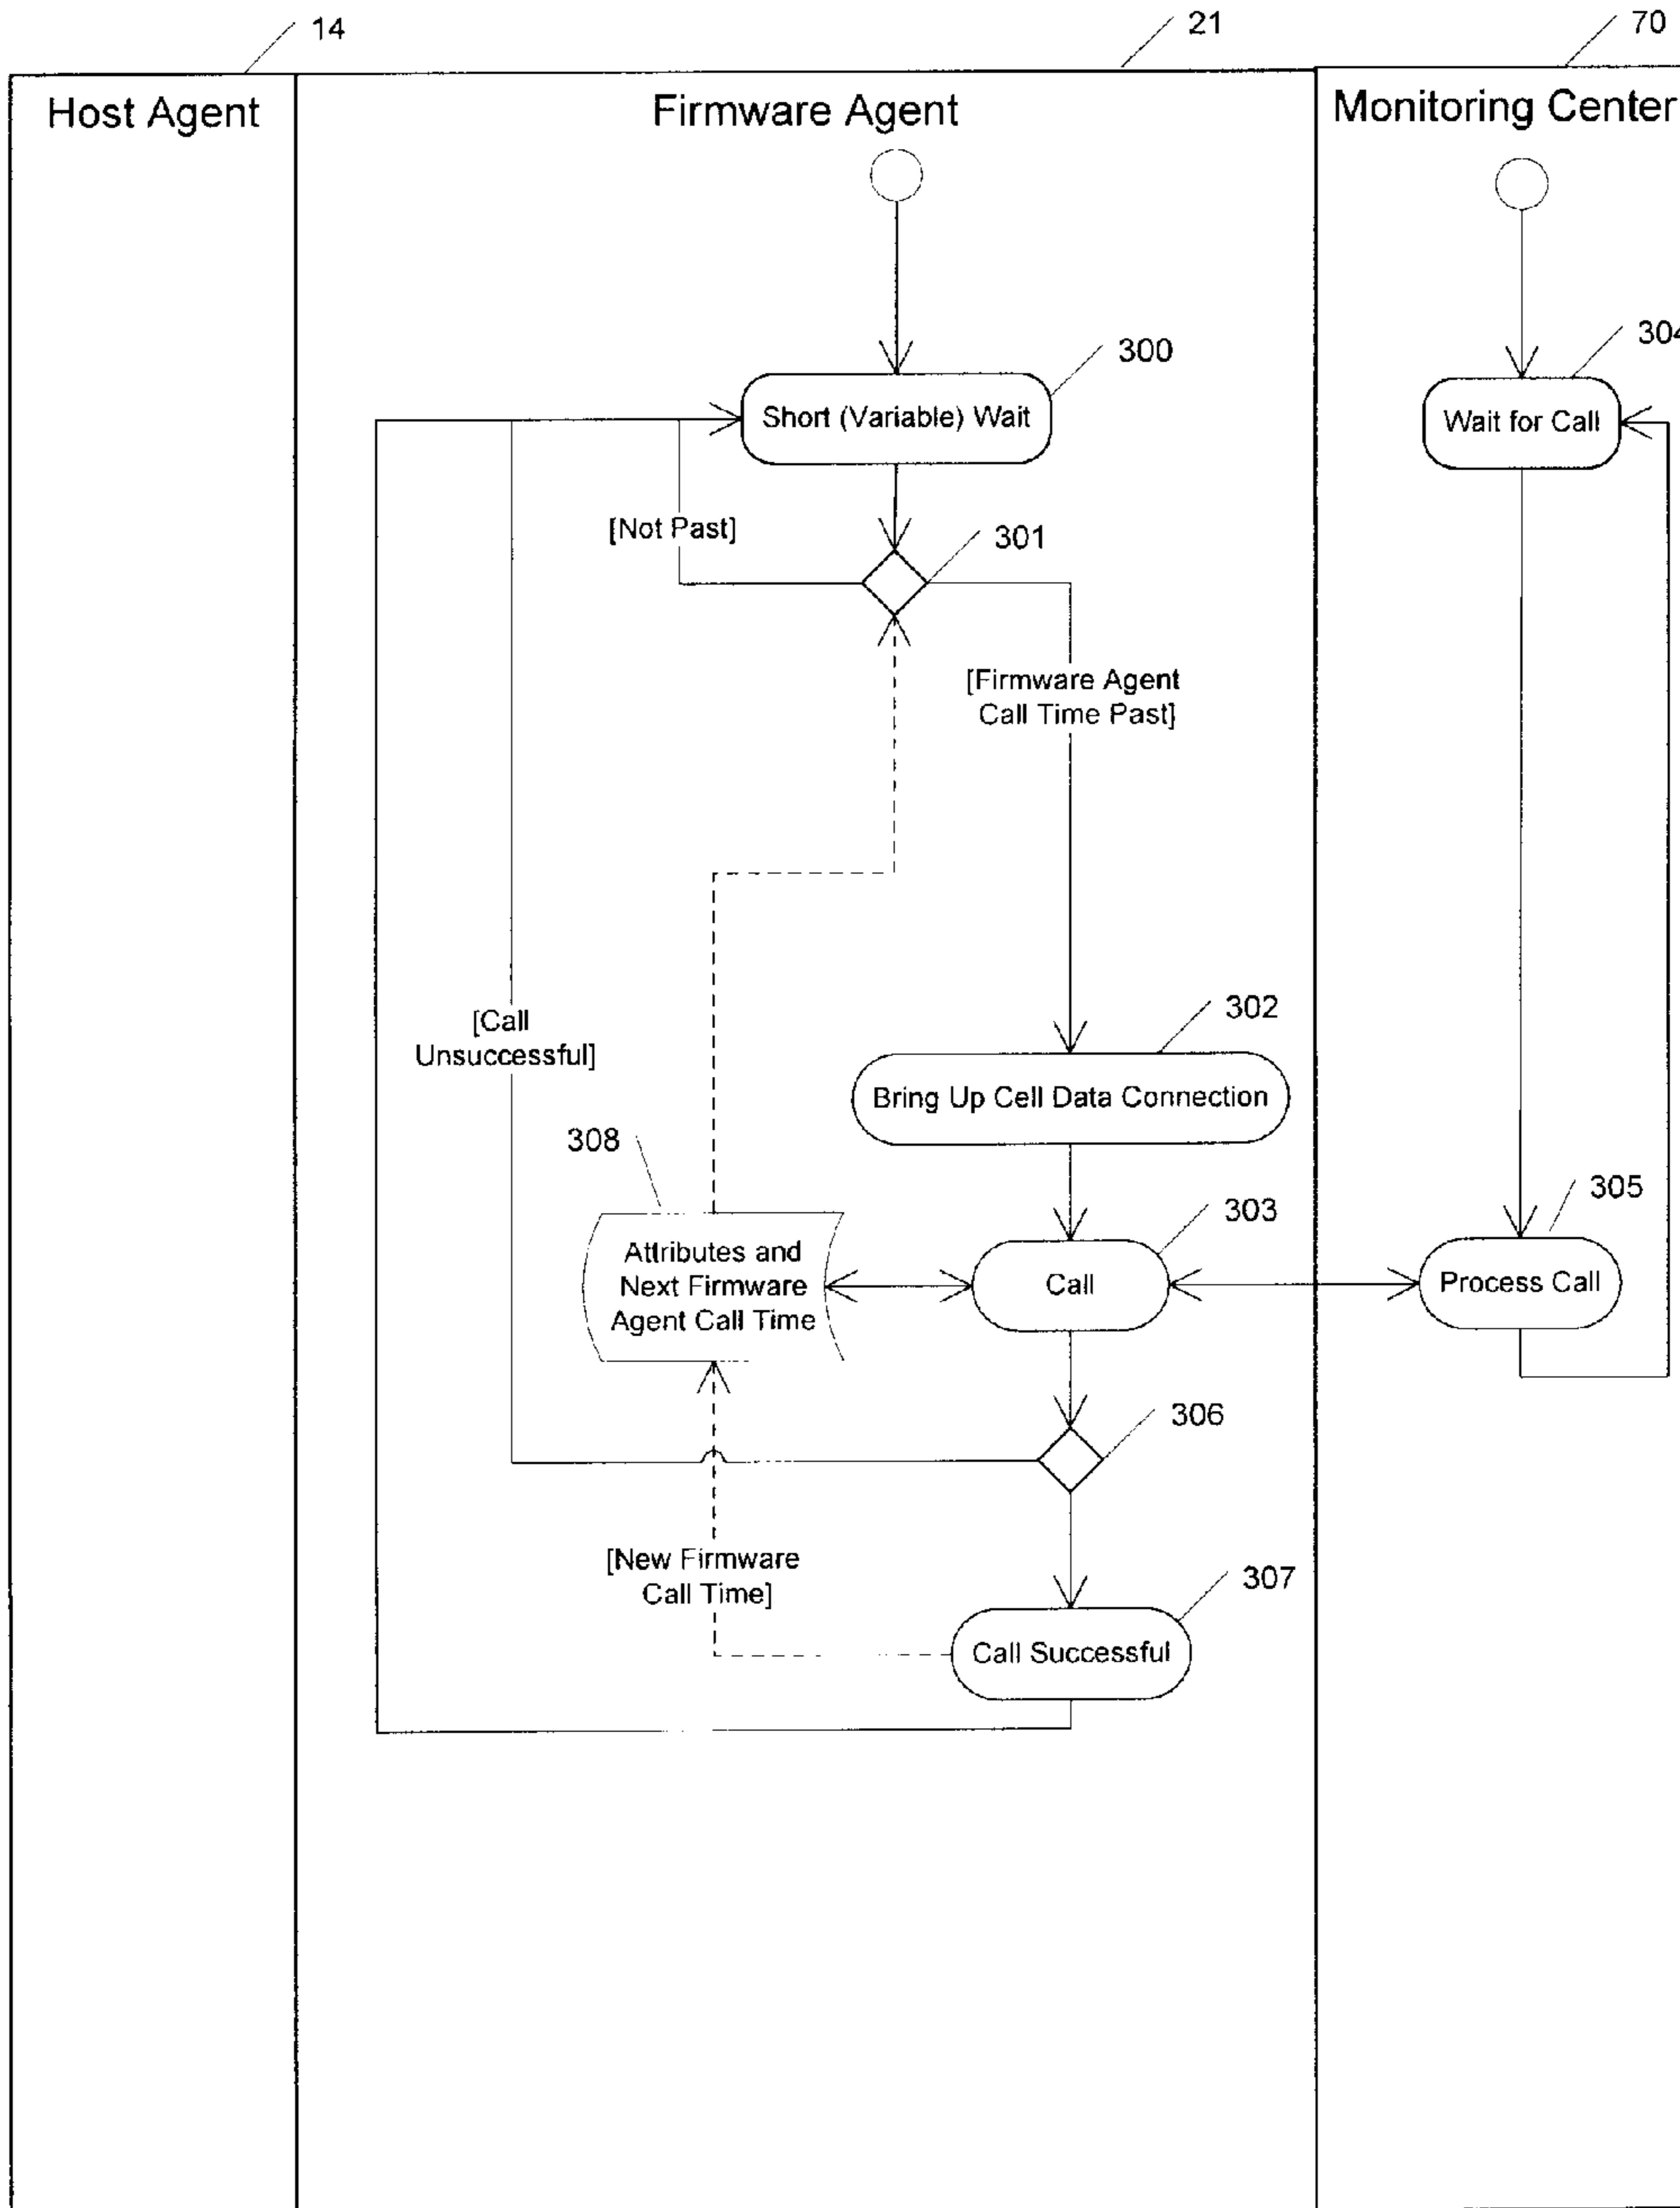 14
21
70
Host Agent
Firmware Agent
Monitoring Center
300
304
Short (Variable) Wait
Wait for Call
[Not Past]
301
[Firmware Agent
Call Time Past]
[Call
Unsuccessful]
302
Bring Up Cell Data Connection
308
303
305
Attributes and
Next Firmware
Agent Call Time
Call
Process Call
306
[New Firmware
Call Time]
307
Call Successful